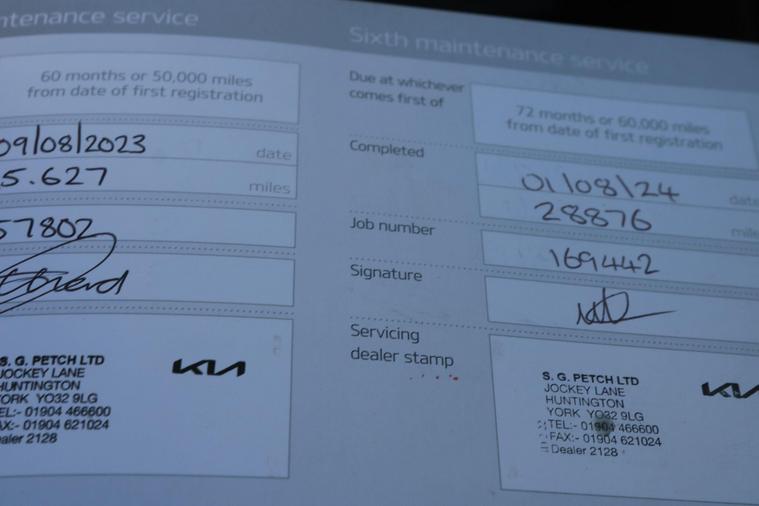 ntenance service
60 months or 50,000 miles
from date of first registration
09/08/2023
date
5.627
miles
57802
S. G. PETCH LTD
JOCKEY LANE
HUNTINGTON
YORK YO32 9LG
TEL:- 01904 466600
FAX:- 01904 621024
Dealer 2128
KIA
Sixth maintenance service
Due at whichever
comes first of
72 months or 60,000 miles
from date of first registration
Completed
01/08/24
date
28876
mile
Job number
169442
Signature
Servicing
dealer stamp
S. G. PETCH LTD
JOCKEY LANE
HUNTINGTON
YORK YO32 9LG
TEL:- 01904 466600
FAX:- 01904 621024
Dealer 2128
KIA